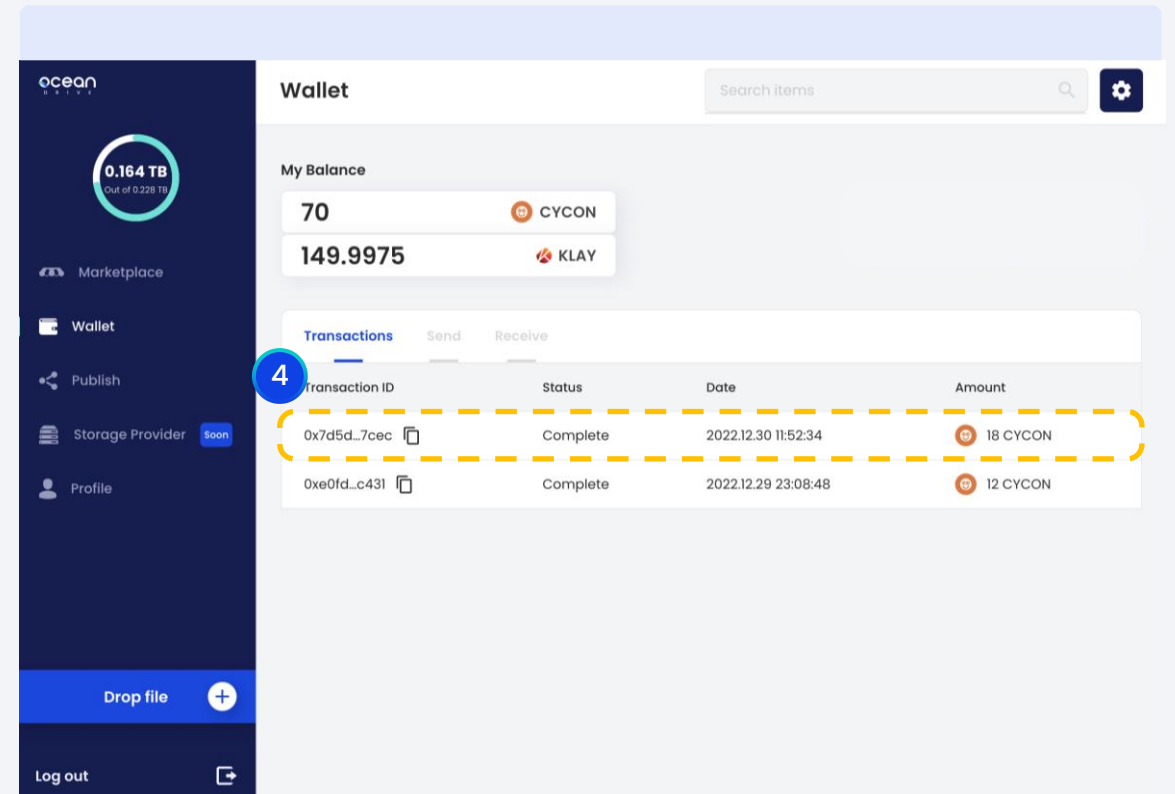 ocean
DRIVE
0.164 TB
Out of 0.228 TB
Marketplace
Wallet
Publish
Storage Provider Soon
Profile
Drop file
Log out
Wallet
Search items
My Balance
70 CYCON
149.9975 KLAY
Transactions Send Receive
4
Transaction ID Status Date Amount
0x7d5d...7cec Complete 2022.12.30 11:52:34 18 CYCON
0xe0fd...c431 Complete 2022.12.29 23:08:48 12 CYCON